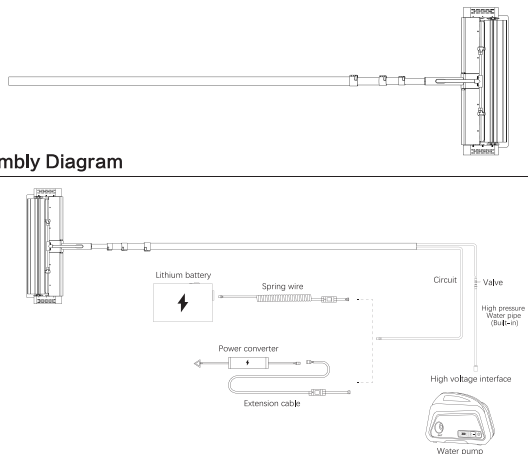 mbly Diagram
Lithium battery
Spring wire
Circuit
Valve
High pressure
Water pipe
(Built-in)
Power converter
Extension cable
High voltage interface
Water pump